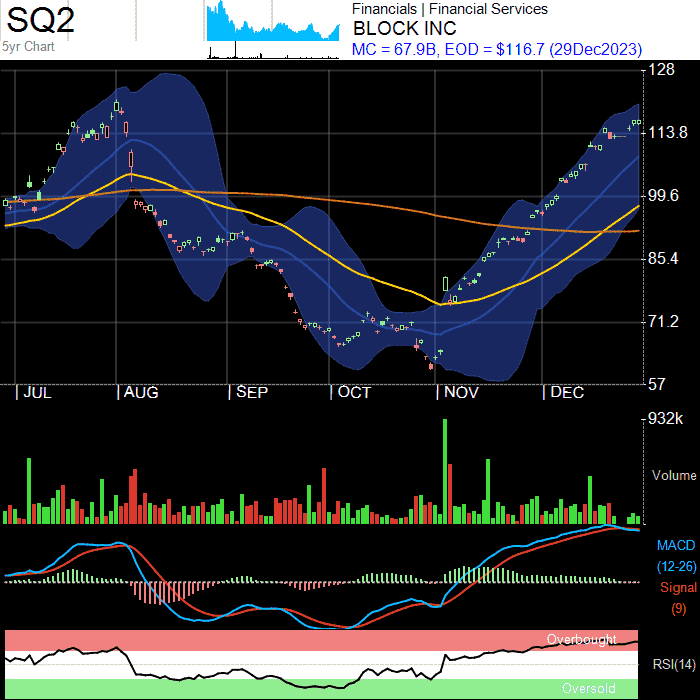 SQ2
5yr Chart
Financials | Financial Services
BLOCK INC
MC = 67.9B, EOD = $116.7 (29Dec2023)
128
113.8
99.6
85.4
71.2
57
| JUL | AUG | SEP | OCT | NOV | DEC
932k
Volume
MACD
(12-26)
Signal
(9)
Overbought
RSI(14)
Oversold